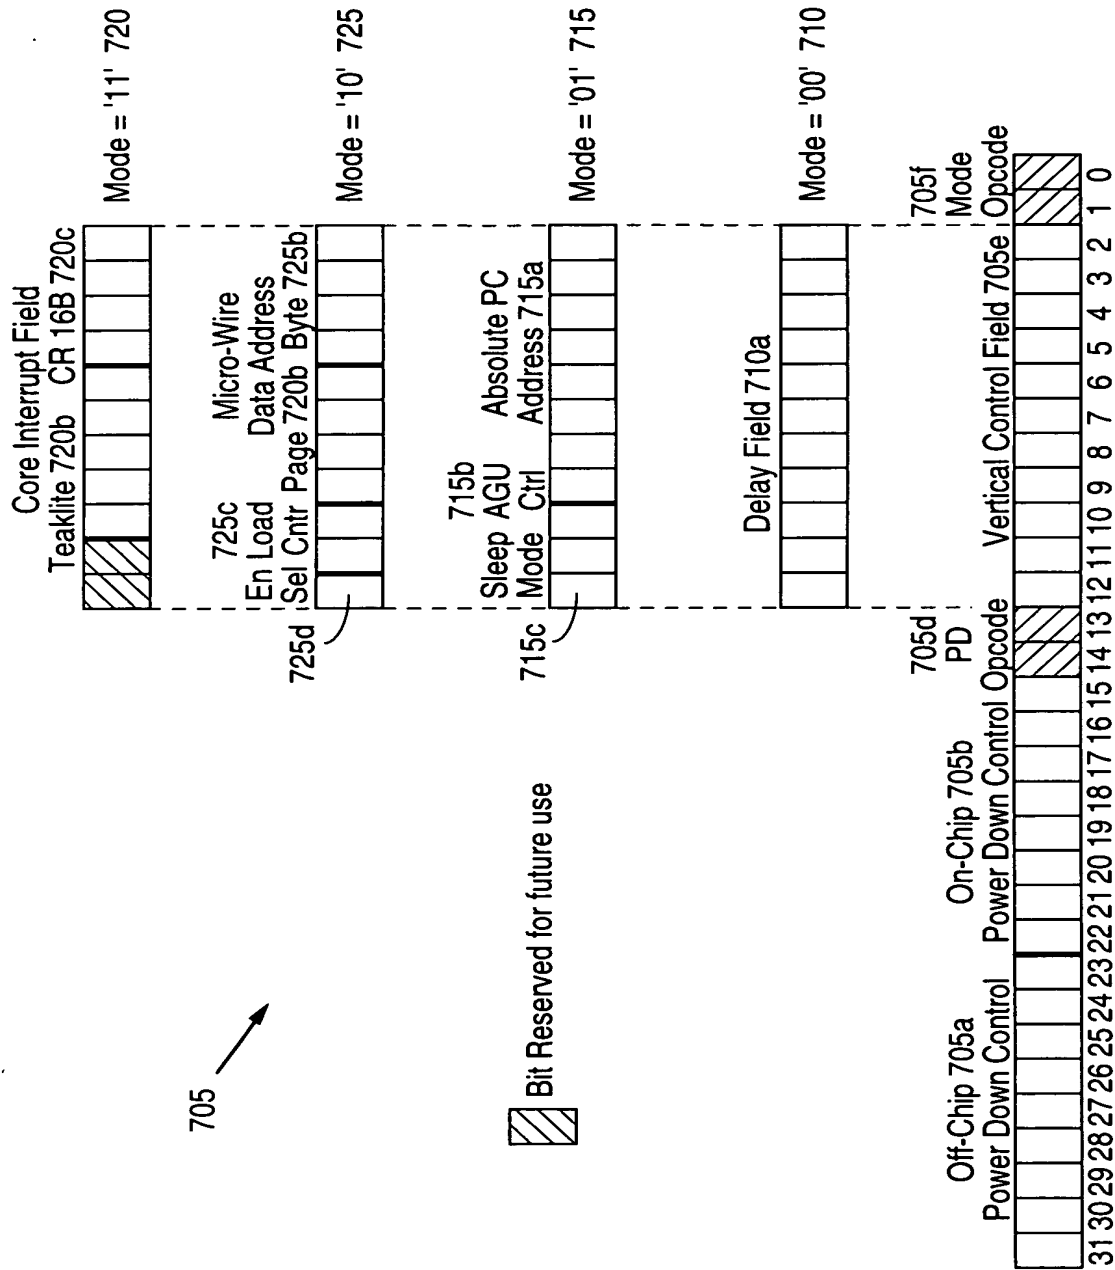 Core Interrupt Field
Teaklite 720b CR 16B 720c
Mode = '11' 720
725c
En Load
Sel Cntr
Micro-Wire
Data Address
Page 720b Byte 725b
Mode = '10' 725
725d
715b
Sleep AGU
Mode Ctrl
Absolute PC
Address 715a
Mode = '01' 715
715c
Delay Field 710a
Mode = '00' 710
705
Bit Reserved for future use
Off-Chip 705a
Power Down Control
On-Chip 705b
Power Down Control
705d
PD
Opcode
Vertical Control Field 705e
705f
Mode
Opcode
31 30 29 28 27 26 25 24 23 22 21 20 19 18 17 16 15 14 13 12 11 10 9 8 7 6 5 4 3 2 1 0